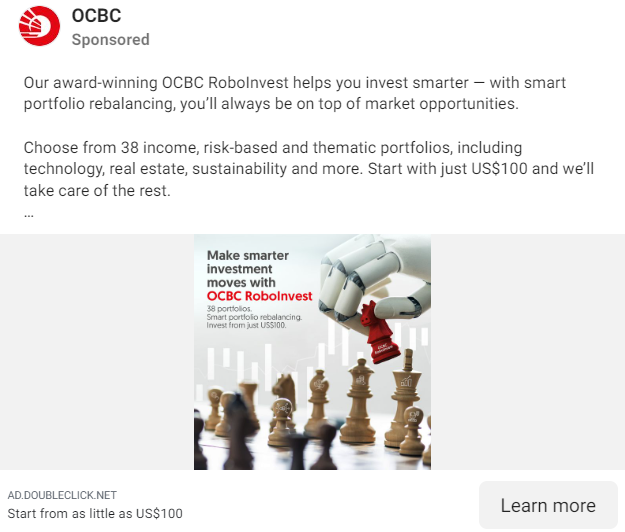 OCBC
Sponsored
Our award-winning OCBC RoboInvest helps you invest smarter — with smart
portfolio rebalancing, you’ll always be on top of market opportunities.
Choose from 38 income, risk-based and thematic portfolios, including
technology, real estate, sustainability and more. Start with just US$100 and we’ll
take care of the rest.
...
Make smarter
investment
moves with
OCBC RoboInvest
38 portfolios.
Smart portfolio rebalancing.
Invest from just US$100.
AD.DOUBLECLICK.NET
Start from as little as US$100
Learn more